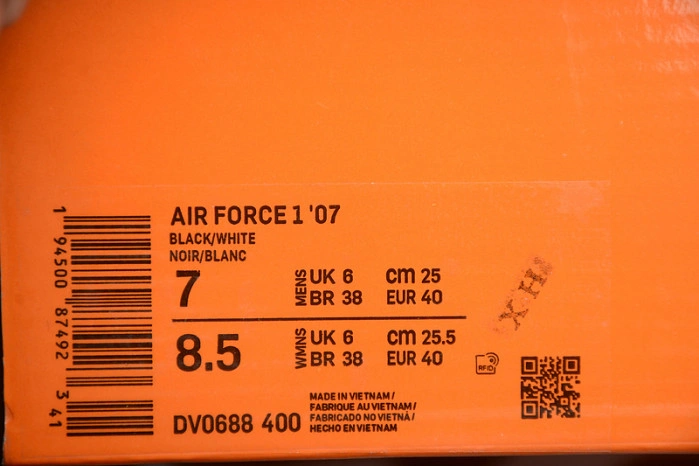 AIR FORCE 1 '07
BLACK/WHITE
NOIR/BLANC
7 MENS UK 6 cm 25
BR 38 EUR 40
8.5 WMNS UK 6 cm 25.5
BR 38 EUR 40
RFID
DV0688 400
MADE IN VIETNAM /
FABRIQUE AU VIETNAM /
FABRICADO NO VIETNÃ /
HECHO EN VIETNAM
1 94500 87492 3 41